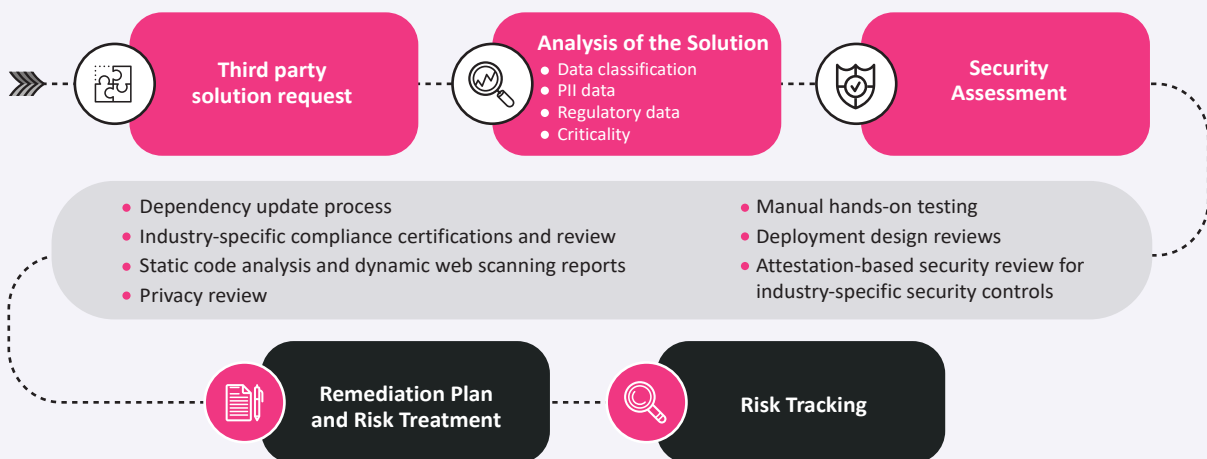 Third party
solution request
Analysis of the Solution
• Data classification
• PII data
• Regulatory data
• Criticality
Security
Assessment
• Dependency update process
• Industry-specific compliance certifications and review
• Static code analysis and dynamic web scanning reports
• Privacy review
• Manual hands-on testing
• Deployment design reviews
• Attestation-based security review for
industry-specific security controls
Remediation Plan
and Risk Treatment
Risk Tracking